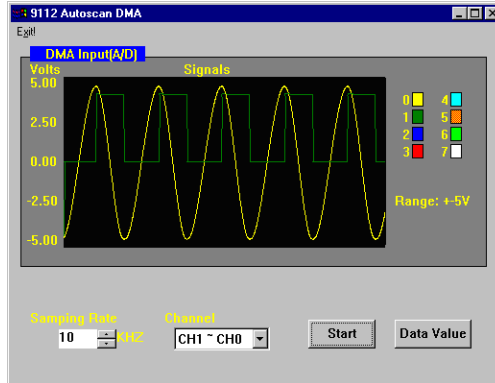 9112 Autoscan DMA
Exit!
DMA Input(A/D)
Volts Signals
5.00
2.50
0.00
-2.50
-5.00
0 4
1 5
2 6
3 7
Range: +-5V
Samping Rate
10 KHZ
Channel
CH1 ~ CH0
Start
Data Value